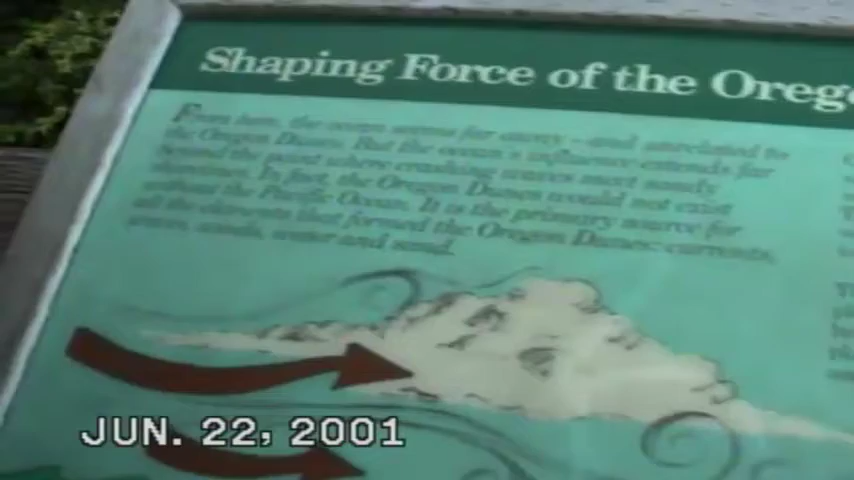 Shaping Force of the Orego
From here, the ocean seems far away – and unrelated to
the Oregon Dunes. But the ocean's influence extends far
beyond the point where crashing waves meet sandy
shoreline. In fact, the Oregon Dunes would not exist
without the Pacific Ocean. It is the primary source for
all the elements that formed the Oregon Dunes: currents,
waves, winds, water and sand.
JUN. 22, 2001